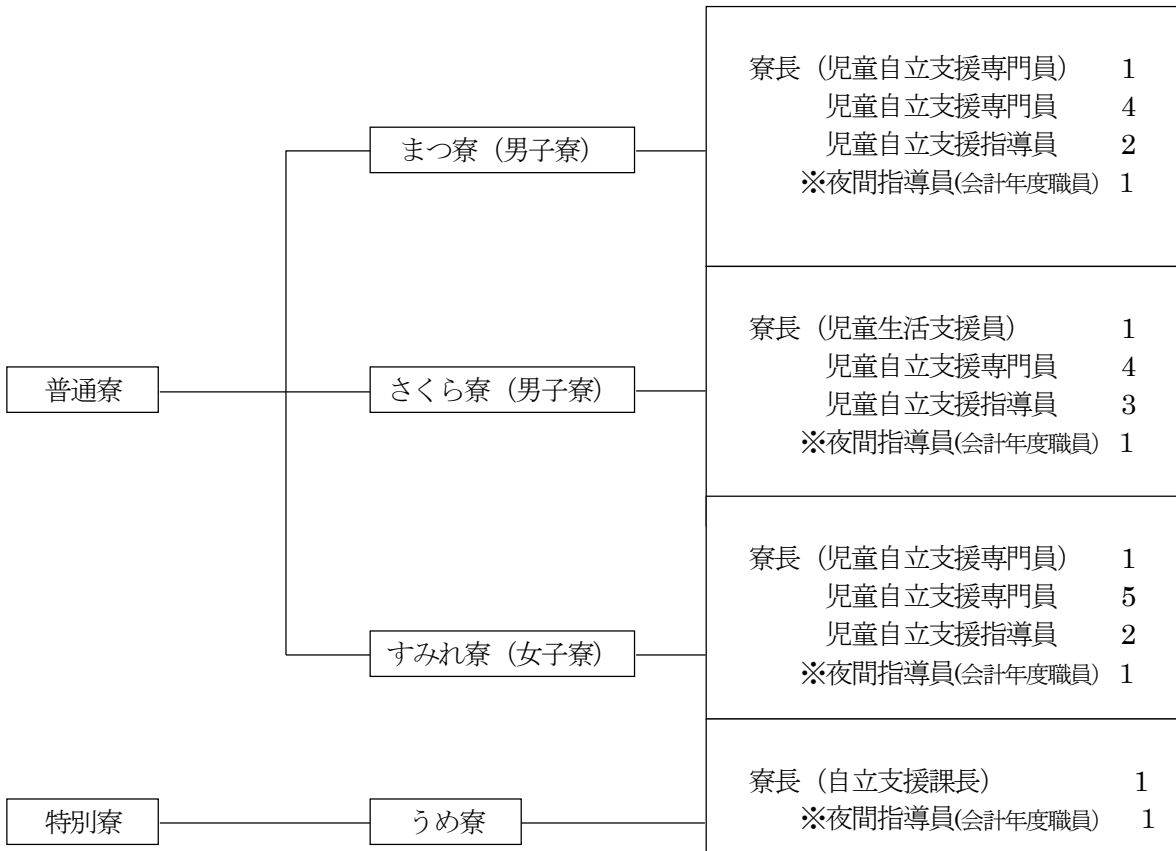 寮長（児童自立支援専門員） 1
児童自立支援専門員 4
まつ寮（男子寮）
児童自立支援指導員 2
※夜間指導員(会計年度職員） 1
寮長（児童生活支援員） 1
児童自立支援専門員 4
普通寮
さくら寮（男子寮）
児童自立支援指導員 3
※夜間指導員(会計年度職員） 1
寮長（児童自立支援専門員） 1
児童自立支援専門員 5
児童自立支援指導員 2
すみれ寮（女子寮）
※夜間指導員(会計年度職員） 1
寮長（自立支援課長） 1
※夜間指導員(会計年度職員） 1
特別寮
うめ寮